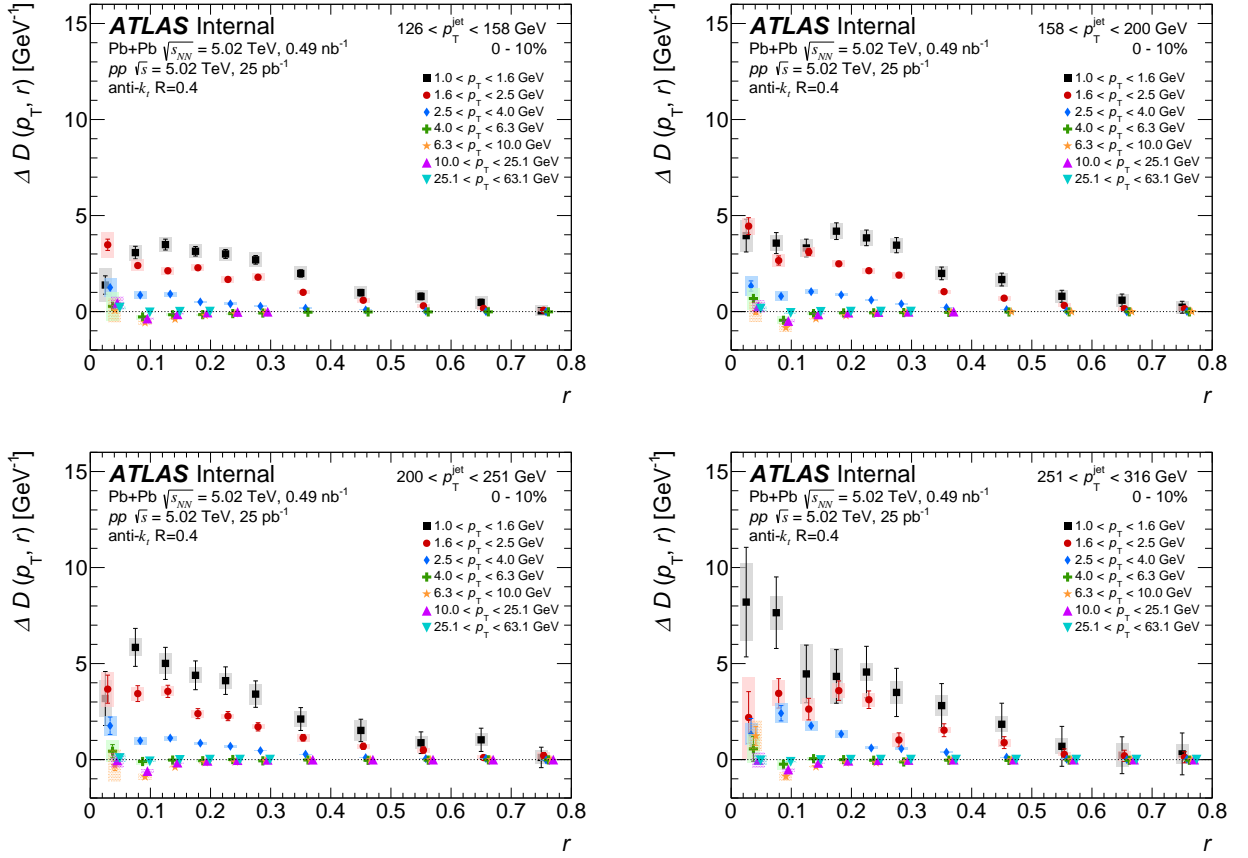 ATLAS Internal
126 < p_T^jet < 158 GeV
Pb+Pb √s_NN = 5.02 TeV, 0.49 nb⁻¹
0 - 10%
pp √s = 5.02 TeV, 25 pb⁻¹
anti-k_t R=0.4
1.0 < p_T < 1.6 GeV
1.6 < p_T < 2.5 GeV
2.5 < p_T < 4.0 GeV
4.0 < p_T < 6.3 GeV
6.3 < p_T < 10.0 GeV
10.0 < p_T < 25.1 GeV
25.1 < p_T < 63.1 GeV
Δ D (p_T, r) [GeV⁻¹]
15
10
5
0
0 0.1 0.2 0.3 0.4 0.5 0.6 0.7 0.8
r
ATLAS Internal
158 < p_T^jet < 200 GeV
Pb+Pb √s_NN = 5.02 TeV, 0.49 nb⁻¹
0 - 10%
pp √s = 5.02 TeV, 25 pb⁻¹
anti-k_t R=0.4
1.0 < p_T < 1.6 GeV
1.6 < p_T < 2.5 GeV
2.5 < p_T < 4.0 GeV
4.0 < p_T < 6.3 GeV
6.3 < p_T < 10.0 GeV
10.0 < p_T < 25.1 GeV
25.1 < p_T < 63.1 GeV
Δ D (p_T, r) [GeV⁻¹]
15
10
5
0
0 0.1 0.2 0.3 0.4 0.5 0.6 0.7 0.8
r
ATLAS Internal
200 < p_T^jet < 251 GeV
Pb+Pb √s_NN = 5.02 TeV, 0.49 nb⁻¹
0 - 10%
pp √s = 5.02 TeV, 25 pb⁻¹
anti-k_t R=0.4
1.0 < p_T < 1.6 GeV
1.6 < p_T < 2.5 GeV
2.5 < p_T < 4.0 GeV
4.0 < p_T < 6.3 GeV
6.3 < p_T < 10.0 GeV
10.0 < p_T < 25.1 GeV
25.1 < p_T < 63.1 GeV
Δ D (p_T, r) [GeV⁻¹]
15
10
5
0
0 0.1 0.2 0.3 0.4 0.5 0.6 0.7 0.8
r
ATLAS Internal
251 < p_T^jet < 316 GeV
Pb+Pb √s_NN = 5.02 TeV, 0.49 nb⁻¹
0 - 10%
pp √s = 5.02 TeV, 25 pb⁻¹
anti-k_t R=0.4
1.0 < p_T < 1.6 GeV
1.6 < p_T < 2.5 GeV
2.5 < p_T < 4.0 GeV
4.0 < p_T < 6.3 GeV
6.3 < p_T < 10.0 GeV
10.0 < p_T < 25.1 GeV
25.1 < p_T < 63.1 GeV
Δ D (p_T, r) [GeV⁻¹]
15
10
5
0
0 0.1 0.2 0.3 0.4 0.5 0.6 0.7 0.8
r